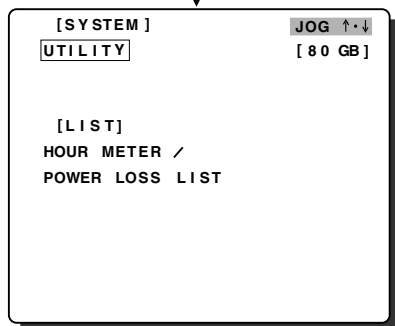 [SYSTEM] JOG ↑·↓
UTILITY [80 GB]
[LIST]
HOUR METER /
POWER LOSS LIST